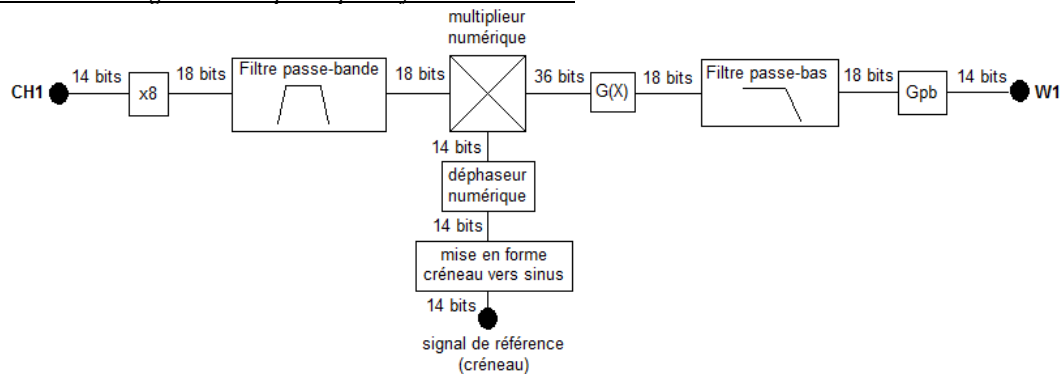 multiplieur
numérique
CH1
14 bits
x8
18 bits
Filtre passe-bande
18 bits
36 bits
G(X)
18 bits
Filtre passe-bas
18 bits
Gpb
14 bits
W1
14 bits
déphaseur
numérique
14 bits
mise en forme
créneau vers sinus
14 bits
signal de référence
(créneau)